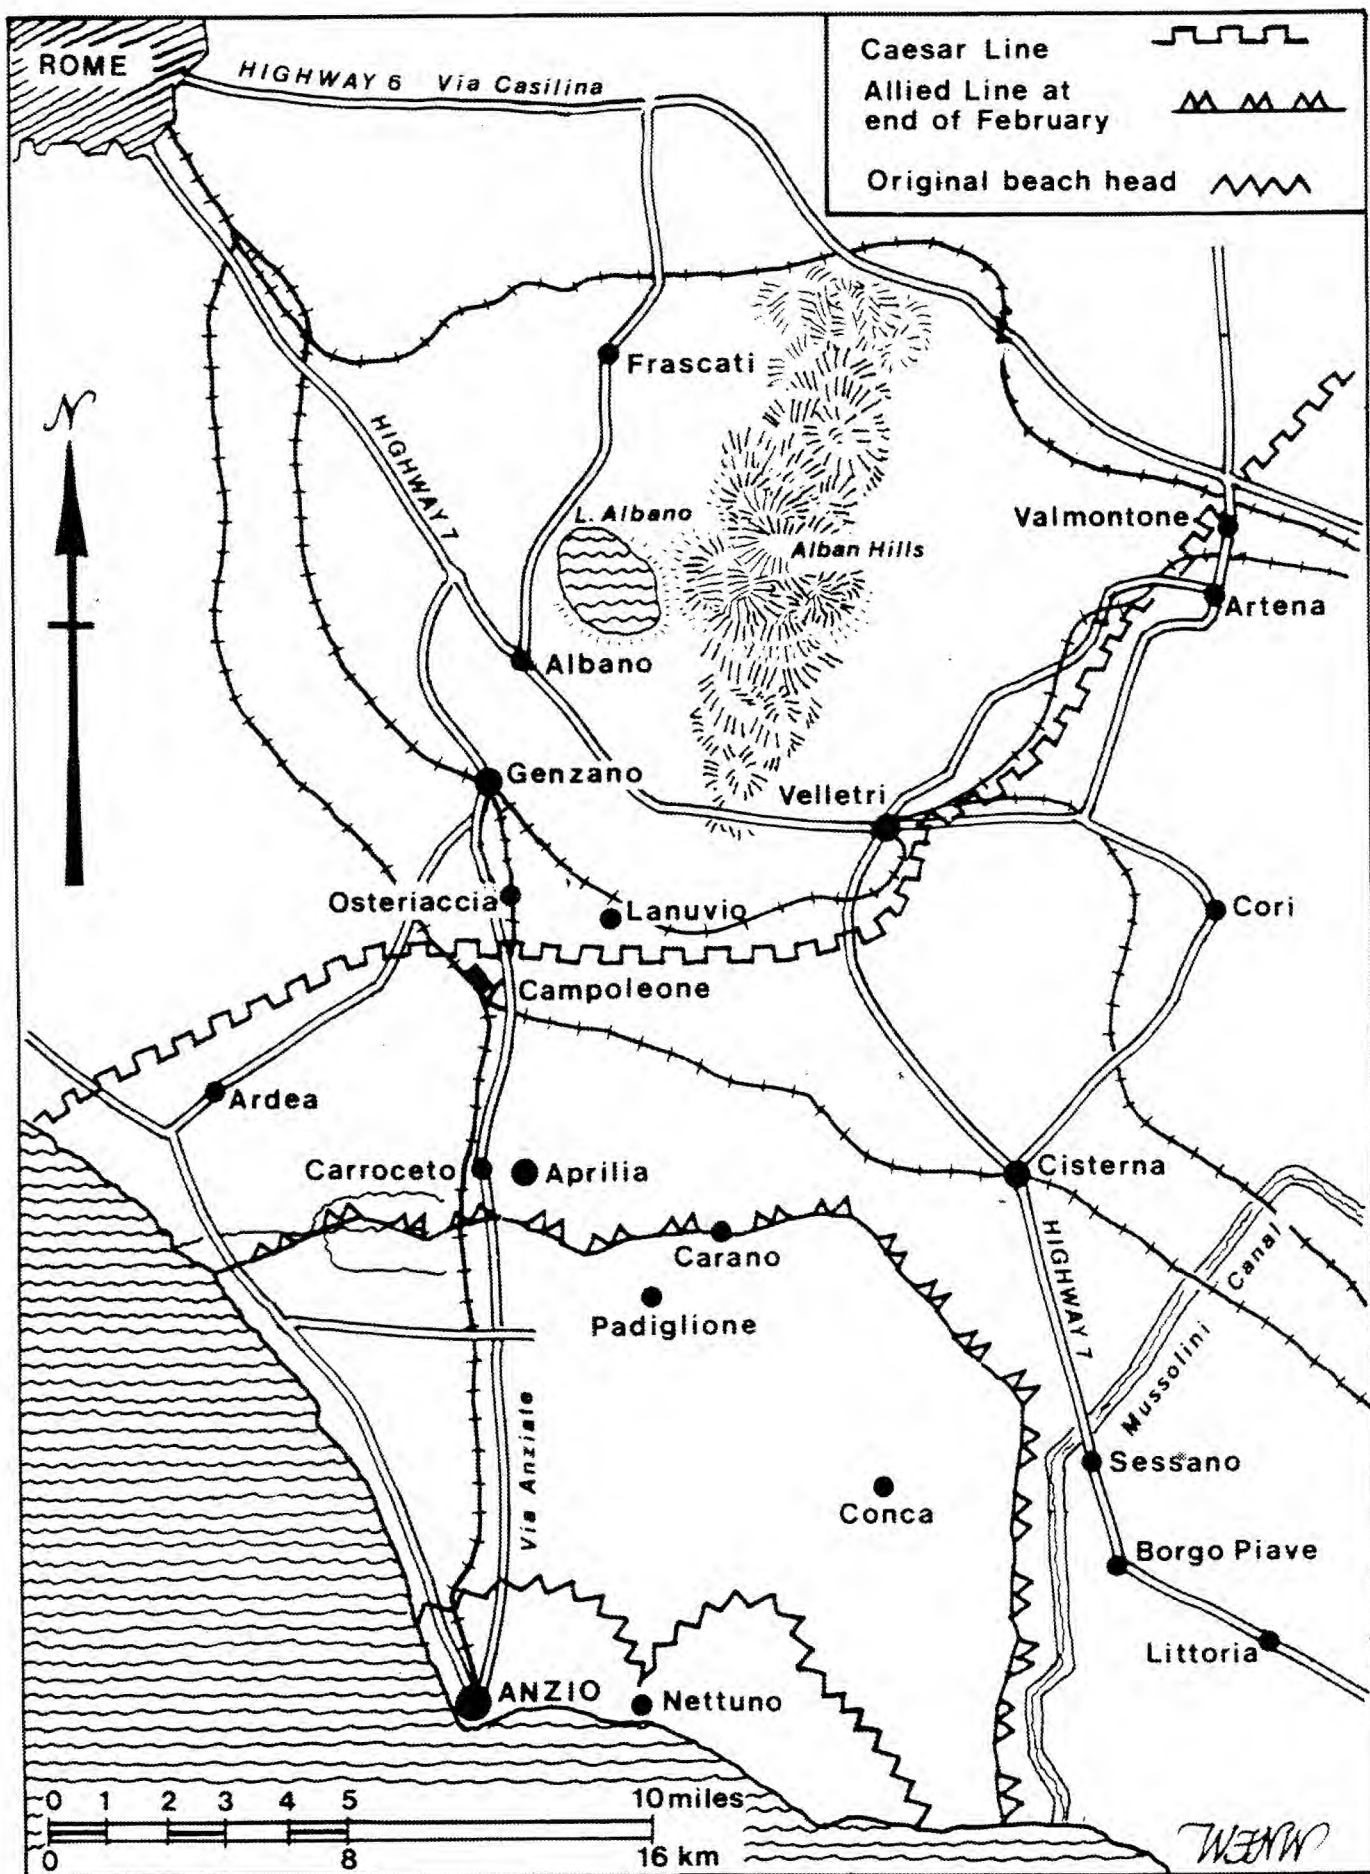 ROME
HIGHWAY 6 Via Casilina
Caesar Line
Allied Line at
end of February
Original beach head
N
Frascati
HIGHWAY 7
L. Albano
Alban Hills
Valmontone
Artena
Albano
Genzano
Velletri
Osteriaccia
Lanuvio
Cori
Campoleone
Ardea
Carroceto
Aprilia
Cisterna
Carano
HIGHWAY 7
Mussolini Canal
Padiglione
Via Anziate
Sessano
Conca
Borgo Piave
Littoria
ANZIO
Nettuno
0 1 2 3 4 5 10 miles
0 8 16 km